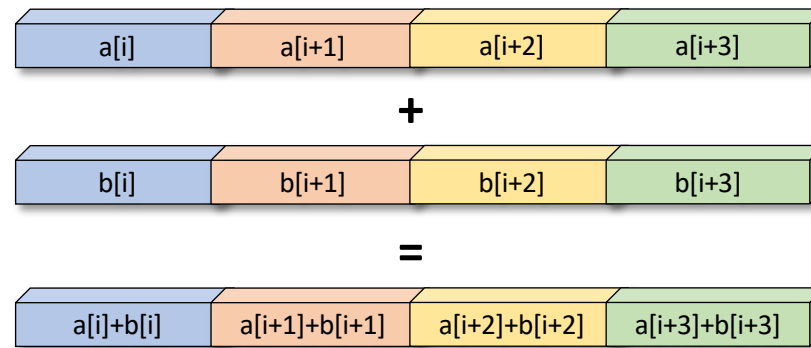 a[i] a[i+1] a[i+2] a[i+3]
+
b[i] b[i+1] b[i+2] b[i+3]
=
a[i]+b[i] a[i+1]+b[i+1] a[i+2]+b[i+2] a[i+3]+b[i+3]